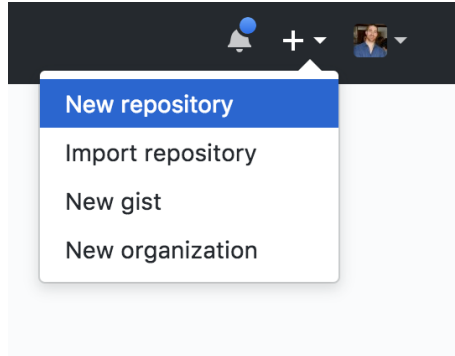 New repository
Import repository
New gist
New organization